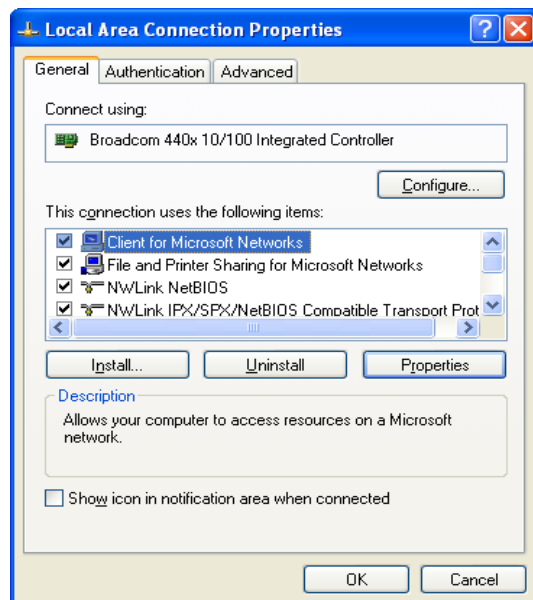 Local Area Connection Properties
General Authentication Advanced
Connect using:
Broadcom 440x 10/100 Integrated Controller
Configure...
This connection uses the following items:
Client for Microsoft Networks
File and Printer Sharing for Microsoft Networks
NWLink NetBIOS
NWLink IPX/SPX/NetBIOS Compatible Transport Prot
Install... Uninstall Properties
Description
Allows your computer to access resources on a Microsoft
network.
Show icon in notification area when connected
OK Cancel